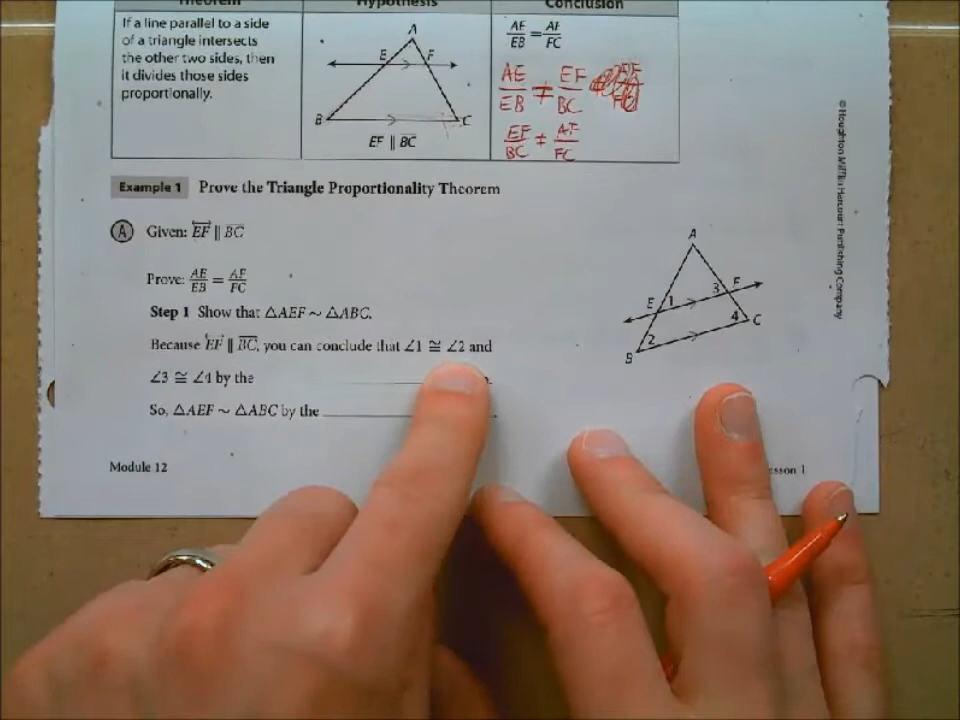 Theorem Hypothesis Conclusion
If a line parallel to a side
of a triangle intersects
the other two sides, then
it divides those sides
proportionally.
A
E F
B C
EF ∥ BC
AE/EB = AF/FC
AE/EB ≠ EF/BC
EF/BC ≠ AF/FC
© Houghton Mifflin Harcourt Publishing Company
Example 1 Prove the Triangle Proportionality Theorem
A Given: EF ∥ BC
Prove: AE/EB = AF/FC
Step 1 Show that △AEF ~ △ABC.
Because EF ∥ BC, you can conclude that ∠1 ≅ ∠2 and
∠3 ≅ ∠4 by the
So, △AEF ~ △ABC by the
A
E 1 3 F
2 4 C
B
Module 12
sson 1